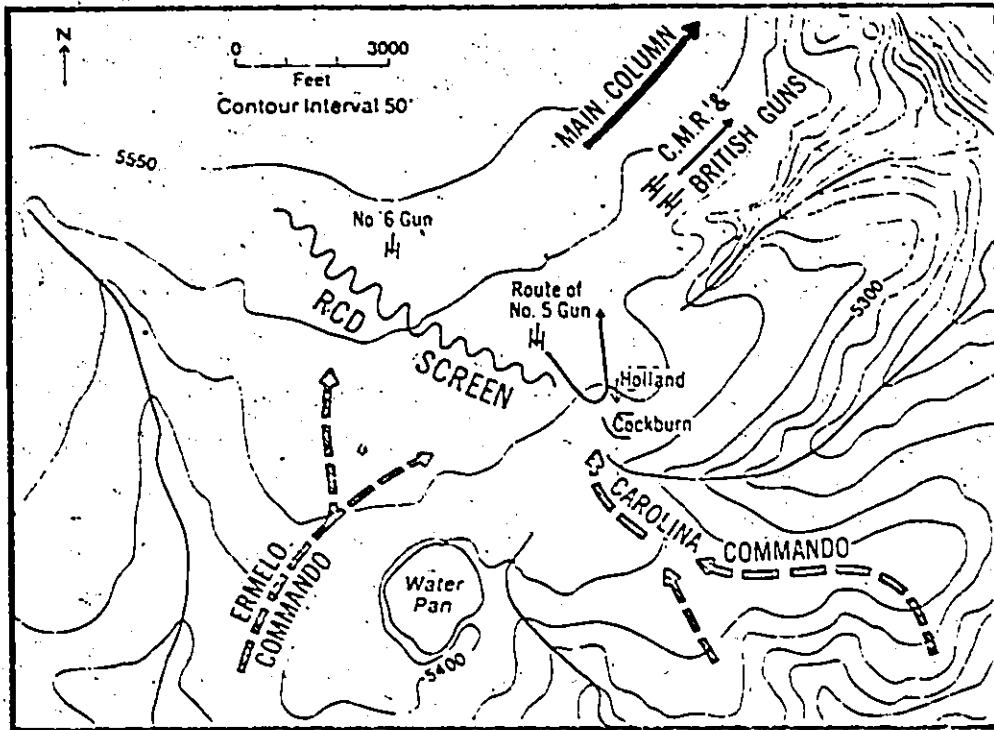 N
0 3000
Feet
Contour Interval 50'
MAIN COLUMN
C.M.R.'s &
BRITISH GUNS
5550
No 6 Gun
RCD
SCREEN
Route of
No. 5 Gun
5300
Holland
Cockburn
CAROLINA
COMMANDO
ERMELO
COMMANDO
Water
Pan
5400